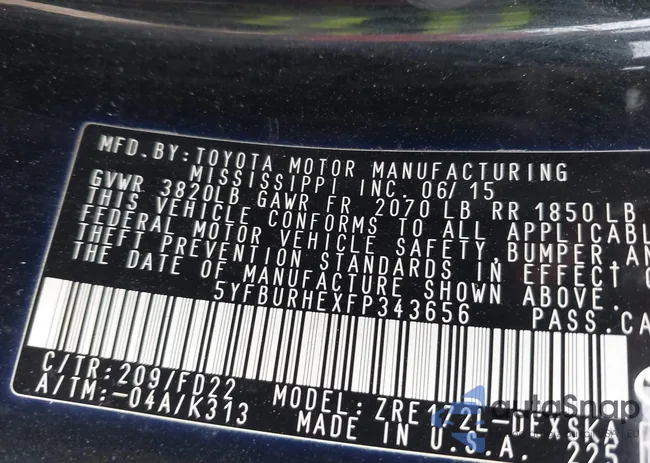 MFD. BY: TOYOTA MOTOR MANUFACTURING
MISSISSIPPI INC. 06/15
GVWR 3820LB GAWR FR 2070 LB RR 1850 LB
THIS VEHICLE CONFORMS TO ALL APPLICABL
FEDERAL MOTOR VEHICLE SAFETY, BUMPER, AN
THEFT PREVENTION STANDARDS IN EFFECT O
THE DATE OF MANUFACTURE SHOWN ABOVE.
5YFBURHEXFP343656 PASS. CA
C/TR: 209/FD22 MODEL: ZRE172L-DEXSKA
A/TM: -04A/K313 MADE IN U.S.A. 225
autoSnap